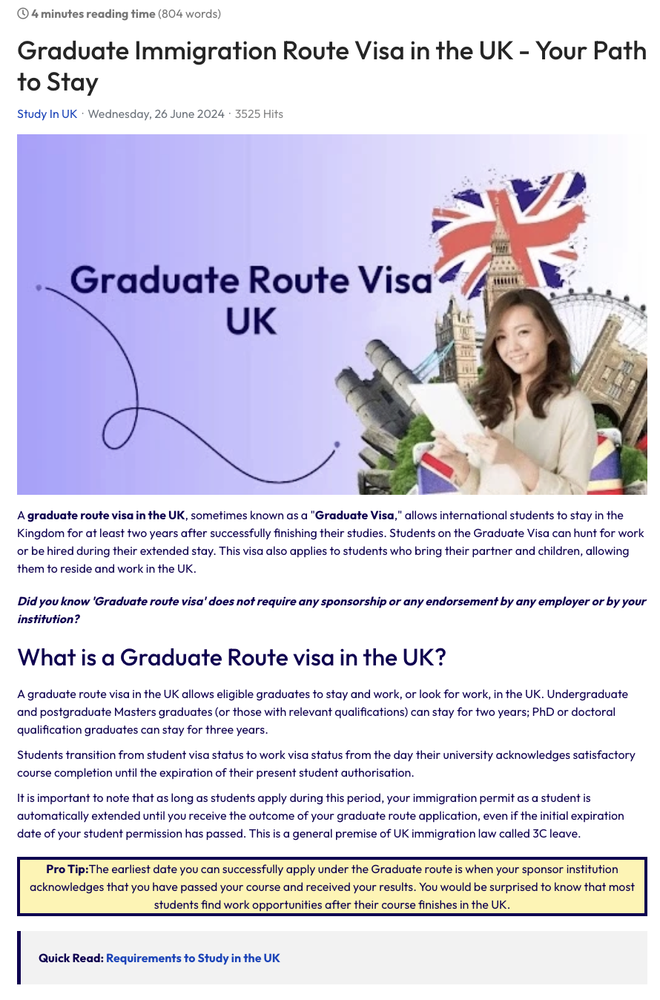 4 minutes reading time (804 words)
Graduate Immigration Route Visa in the UK - Your Path
to Stay
Study In UK · Wednesday, 26 June 2024 · 3525 Hits
Graduate Route Visa
UK
A graduate route visa in the UK, sometimes known as a "Graduate Visa," allows international students to stay in the
Kingdom for at least two years after successfully finishing their studies. Students on the Graduate Visa can hunt for work
or be hired during their extended stay. This visa also applies to students who bring their partner and children, allowing
them to reside and work in the UK.
Did you know 'Graduate route visa' does not require any sponsorship or any endorsement by any employer or by your
institution?
What is a Graduate Route visa in the UK?
A graduate route visa in the UK allows eligible graduates to stay and work, or look for work, in the UK. Undergraduate
and postgraduate Masters graduates (or those with relevant qualifications) can stay for two years; PhD or doctoral
qualification graduates can stay for three years.
Students transition from student visa status to work visa status from the day their university acknowledges satisfactory
course completion until the expiration of their present student authorisation.
It is important to note that as long as students apply during this period, your immigration permit as a student is
automatically extended until you receive the outcome of your graduate route application, even if the initial expiration
date of your student permission has passed. This is a general premise of UK immigration law called 3C leave.
Pro Tip:The earliest date you can successfully apply under the Graduate route is when your sponsor institution
acknowledges that you have passed your course and received your results. You would be surprised to know that most
students find work opportunities after their course finishes in the UK.
Quick Read: Requirements to Study in the UK